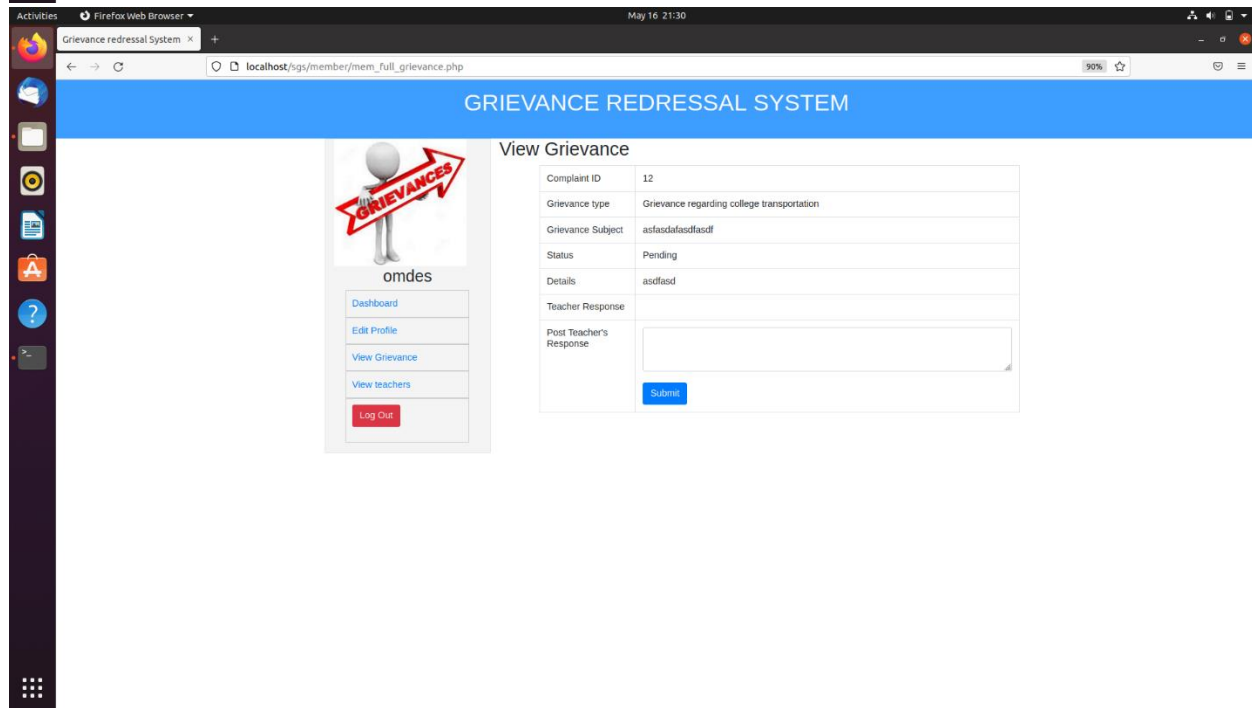 Activities Firefox Web Browser May 16 21:30
Grievance redressal System × +
localhost/sgs/member/mem_full_grievance.php 90%
GRIEVANCE REDRESSAL SYSTEM
GRIEVANCES
omdes
Dashboard
Edit Profile
View Grievance
View teachers
Log Out
View Grievance
Complaint ID 12
Grievance type Grievance regarding college transportation
Grievance Subject asfasdafasdfasdf
Status Pending
Details asdfasd
Teacher Response
Post Teacher's
Response
Submit